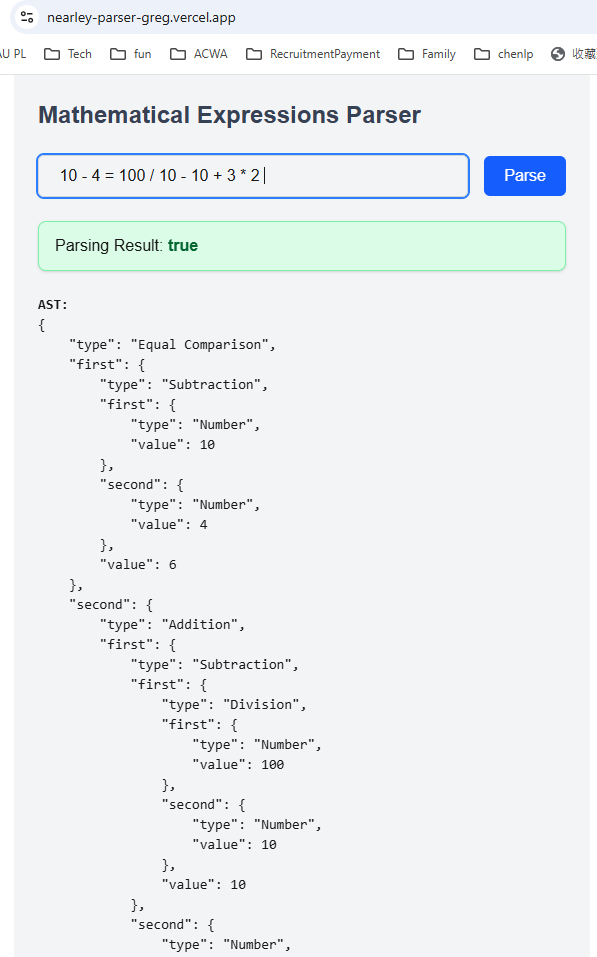 nearley-parser-greg.vercel.app
AU PL Tech fun ACWA RecruitmentPayment Family chenlp 收藏
Mathematical Expressions Parser
10 - 4 = 100 / 10 - 10 + 3 * 2
Parse
Parsing Result: true
AST:
{
    "type": "Equal Comparison",
    "first": {
        "type": "Subtraction",
        "first": {
            "type": "Number",
            "value": 10
        },
        "second": {
            "type": "Number",
            "value": 4
        },
        "value": 6
    },
    "second": {
        "type": "Addition",
        "first": {
            "type": "Subtraction",
            "first": {
                "type": "Division",
                "first": {
                    "type": "Number",
                    "value": 100
                },
                "second": {
                    "type": "Number",
                    "value": 10
                },
                "value": 10
            },
            "second": {
                "type": "Number",